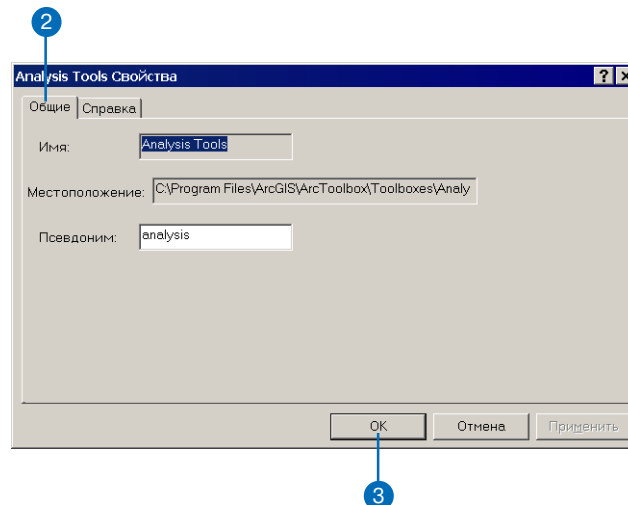 2
Analysis Tools Свойства
Общие Справка
Имя: Analysis Tools
Местоположение: C:\Program Files\ArcGIS\ArcToolbox\Toolboxes\Analy
Псевдоним: analysis
OK Отмена Применить
3